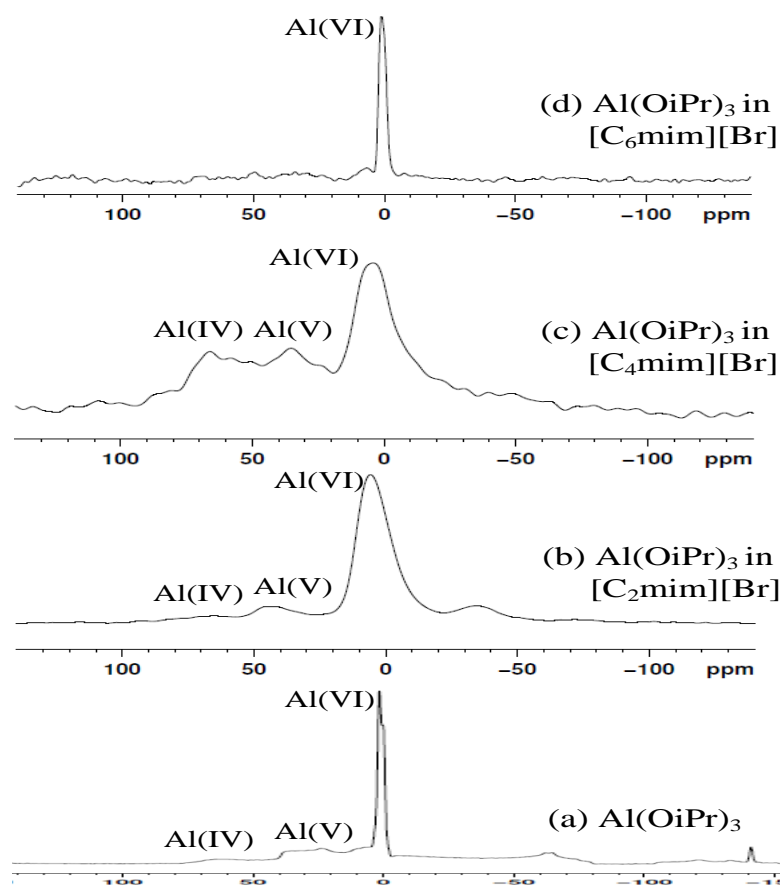 Al(VI)
(d) Al(OiPr)₃ in
[C₆mim][Br]
100 50 0 −50 −100 ppm
Al(VI)
Al(IV) Al(V)
(c) Al(OiPr)₃ in
[C₄mim][Br]
100 50 0 −50 −100 ppm
Al(VI)
Al(IV) Al(V)
(b) Al(OiPr)₃ in
[C₂mim][Br]
100 50 0 −50 −100 ppm
Al(VI)
Al(IV) Al(V)
(a) Al(OiPr)₃
100 50 0 −50 −100